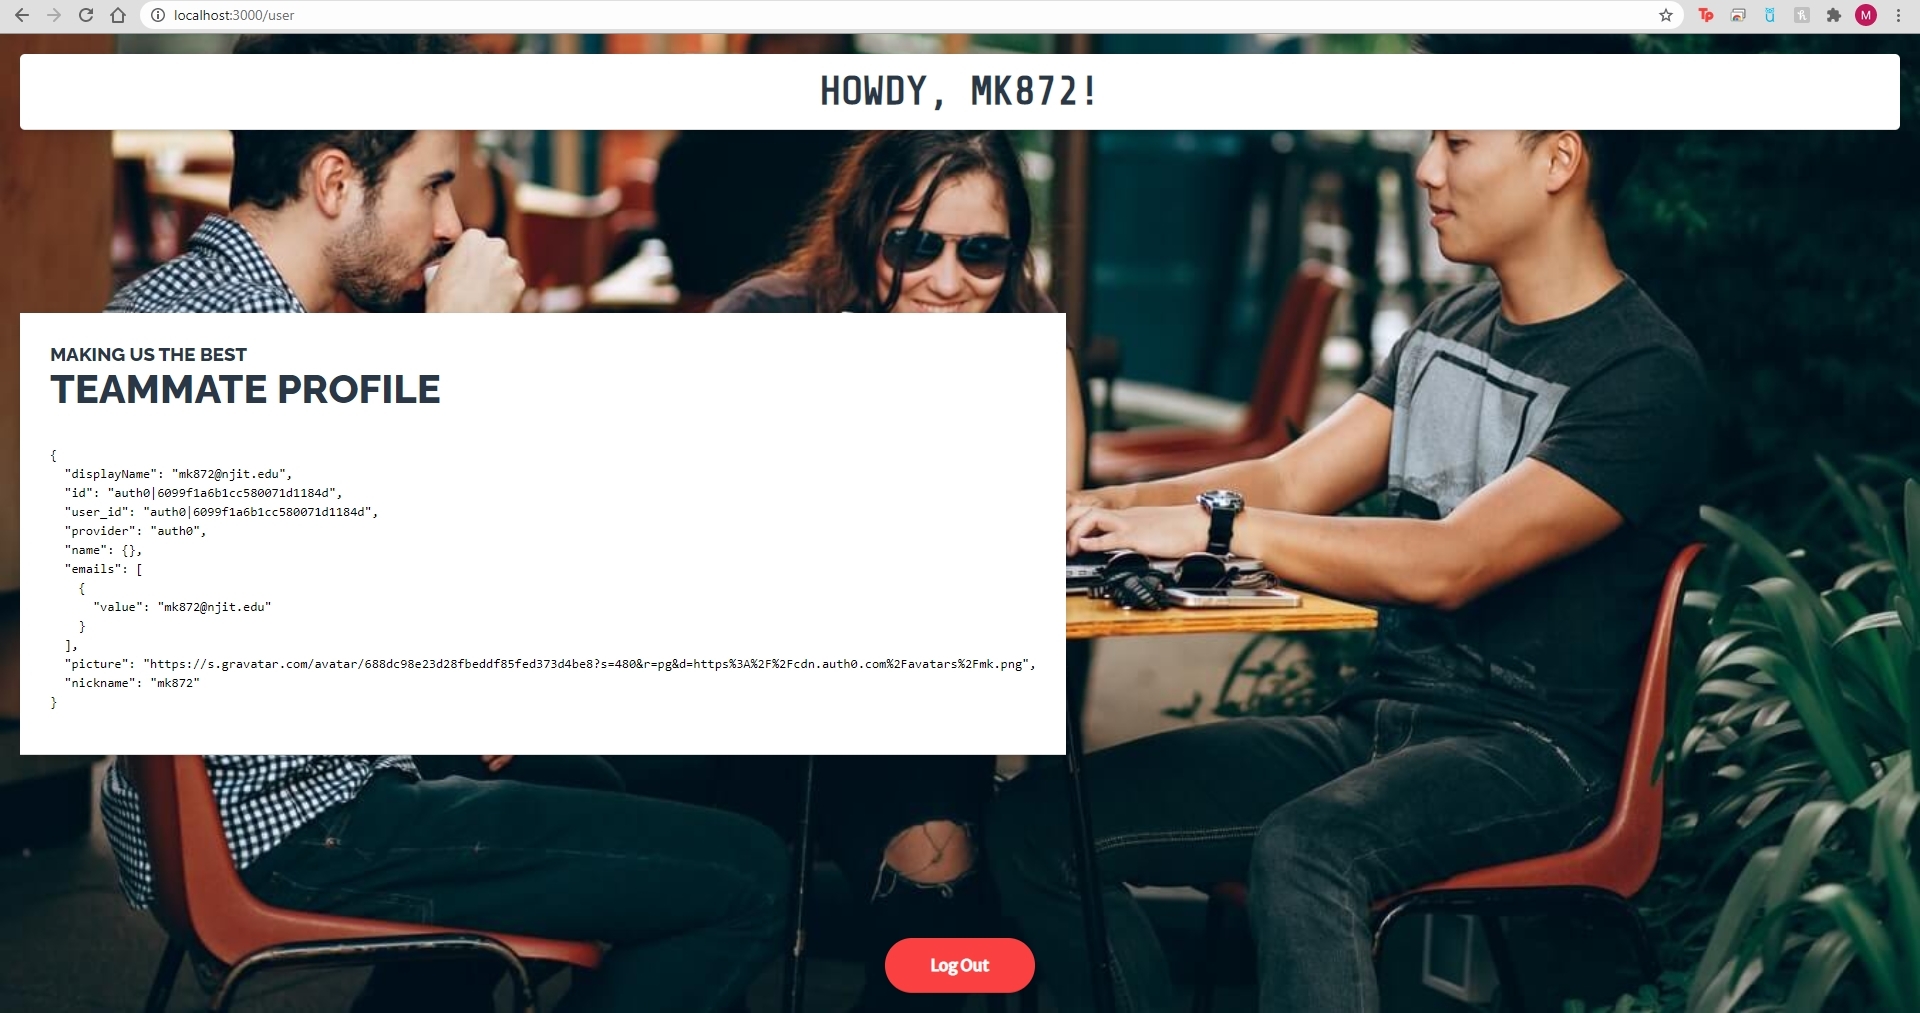 localhost:3000/user
Tp
M
HOWDY, MK872!
MAKING US THE BEST
TEAMMATE PROFILE
{
"displayName": "mk872@njit.edu",
"id": "auth0|6099f1a6b1cc580071d1184d",
"user_id": "auth0|6099f1a6b1cc580071d1184d",
"provider": "auth0",
"name": {},
"emails": [
{
"value": "mk872@njit.edu"
}
],
"picture": "https://s.gravatar.com/avatar/688dc98e23d28fbeddf85fed373d4be8?s=480&r=pg&d=https%3A%2F%2Fcdn.auth0.com%2Favatars%2Fmk.png",
"nickname": "mk872"
}
Log Out